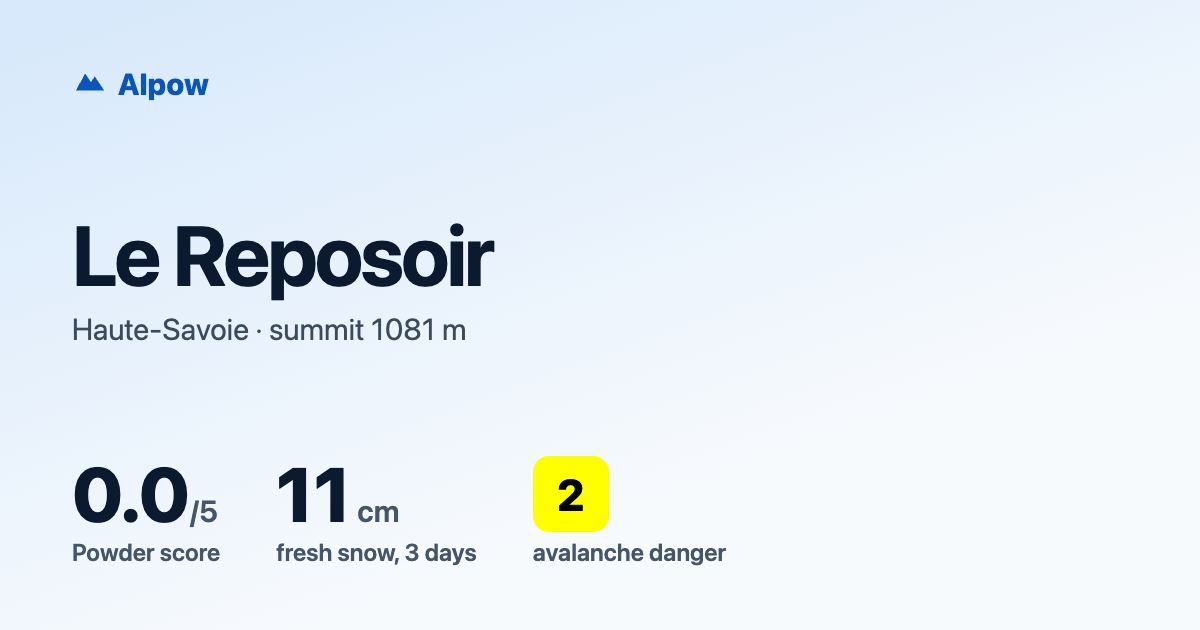 Alpow
Le Reposoir
Haute-Savoie · summit 1081 m
0.0/5 11 cm 2
Powder score fresh snow, 3 days avalanche danger